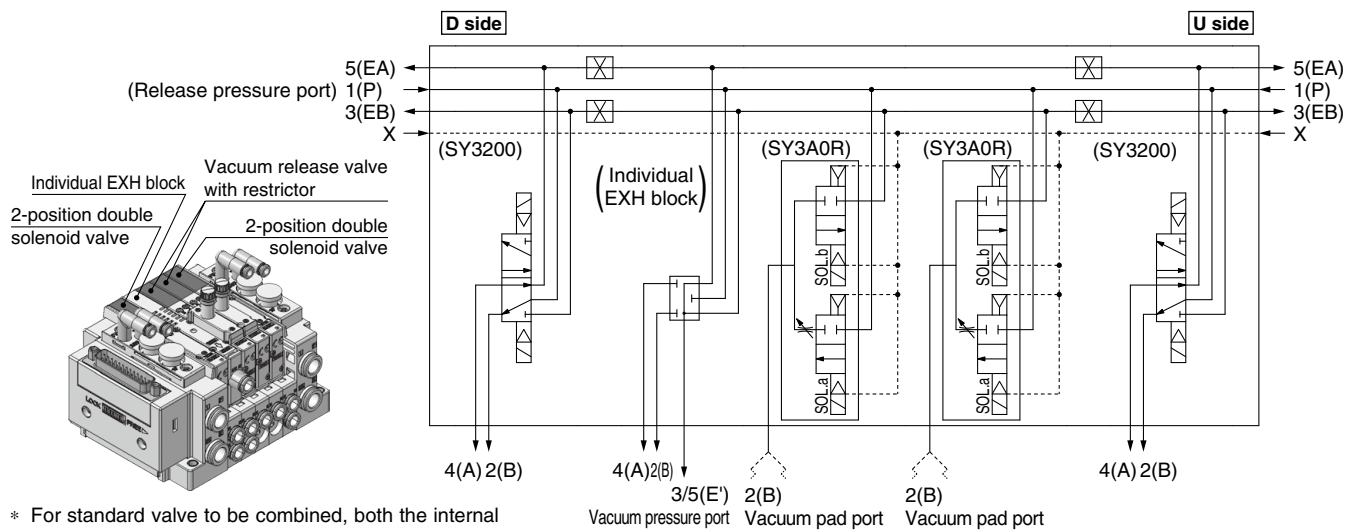 D side
U side
5(EA)
(Release pressure port) 1(P)
3(EB)
X
5(EA)
1(P)
3(EB)
X
(SY3200)
(Individual
EXH block)
(SY3A0R)
(SY3A0R)
(SY3200)
Individual EXH block
Vacuum release valve
with restrictor
2-position double
solenoid valve
2-position double
solenoid valve
SOL.b
SOL.a
SOL.b
SOL.a
LOCK
FREE
4(A) 2(B)
4(A) 2(B)
3/5(E')
Vacuum pressure port
2(B)
Vacuum pad port
2(B)
Vacuum pad port
4(A) 2(B)
* For standard valve to be combined, both the internal